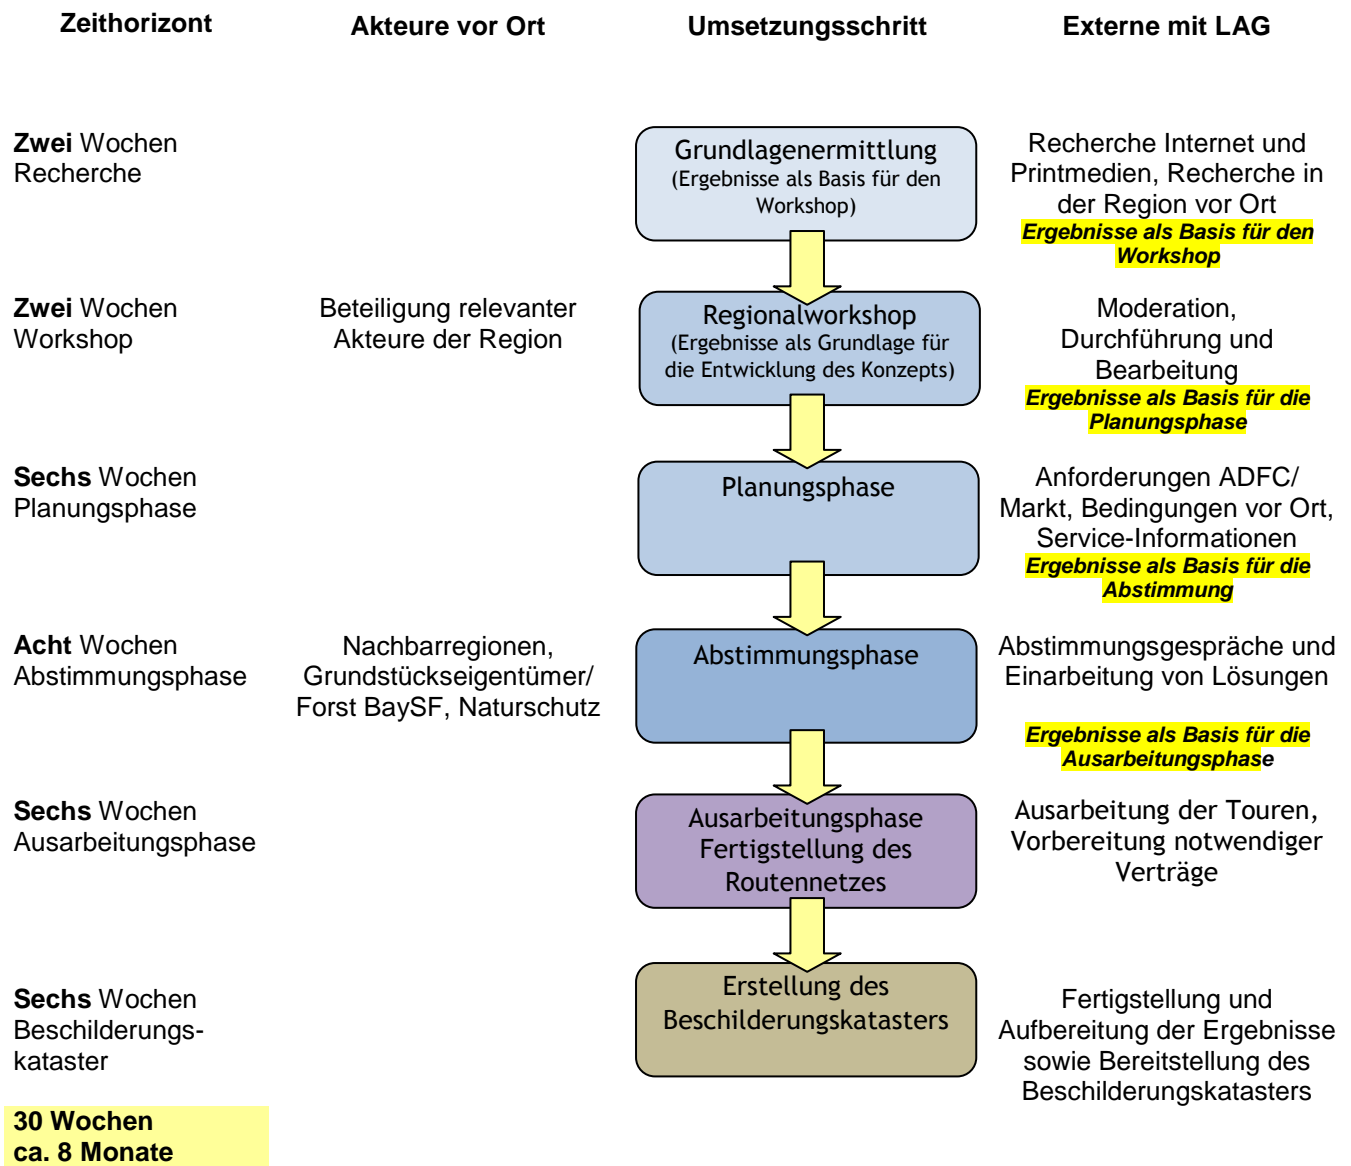 Zeithorizont
Akteure vor Ort
Umsetzungsschritt
Externe mit LAG
Zwei Wochen
Recherche
Grundlagenermittlung
(Ergebnisse als Basis für den
Workshop)
Recherche Internet und
Printmedien, Recherche in
der Region vor Ort
Ergebnisse als Basis für den
Workshop
Zwei Wochen
Workshop
Beteiligung relevanter
Akteure der Region
Regionalworkshop
(Ergebnisse als Grundlage für
die Entwicklung des Konzepts)
Moderation,
Durchführung und
Bearbeitung
Ergebnisse als Basis für die
Planungsphase
Sechs Wochen
Planungsphase
Planungsphase
Anforderungen ADFC/
Markt, Bedingungen vor Ort,
Service-Informationen
Ergebnisse als Basis für die
Abstimmung
Acht Wochen
Abstimmungsphase
Nachbarregionen,
Grundstückseigentümer/
Forst BaySF, Naturschutz
Abstimmungsphase
Abstimmungsgespräche und
Einarbeitung von Lösungen
Ergebnisse als Basis für die
Ausarbeitungsphase
Sechs Wochen
Ausarbeitungsphase
Ausarbeitungsphase
Fertigstellung des
Routennetzes
Ausarbeitung der Touren,
Vorbereitung notwendiger
Verträge
Sechs Wochen
Beschilderungs-
kataster
Erstellung des
Beschilderungskatasters
Fertigstellung und
Aufbereitung der Ergebnisse
sowie Bereitstellung des
Beschilderungskatasters
30 Wochen
ca. 8 Monate